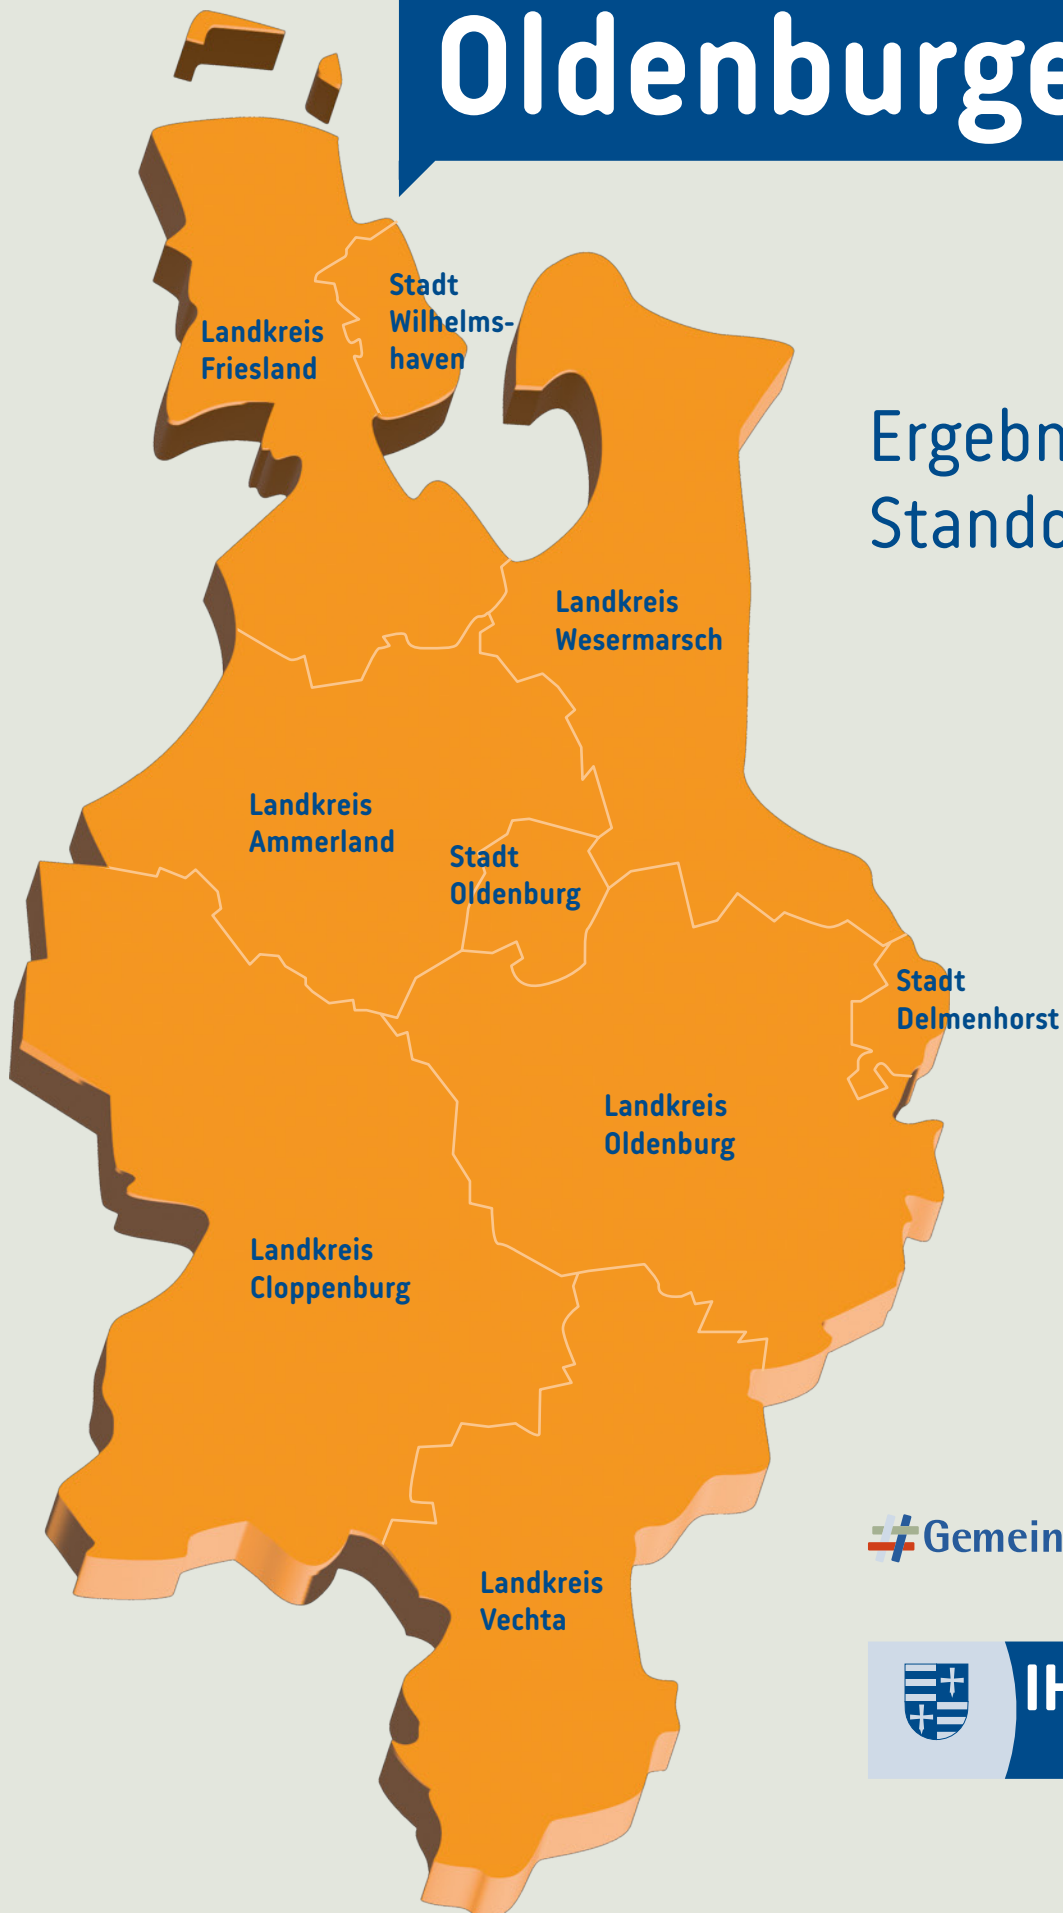 Oldenburge
Stadt
Wilhelms-
haven
Landkreis
Friesland
Ergebn
Stando
Landkreis
Wesermarsch
Landkreis
Ammerland
Stadt
Oldenburg
Stadt
Delmenhorst
Landkreis
Oldenburg
Landkreis
Cloppenburg
Gemein
Landkreis
Vechta
IH